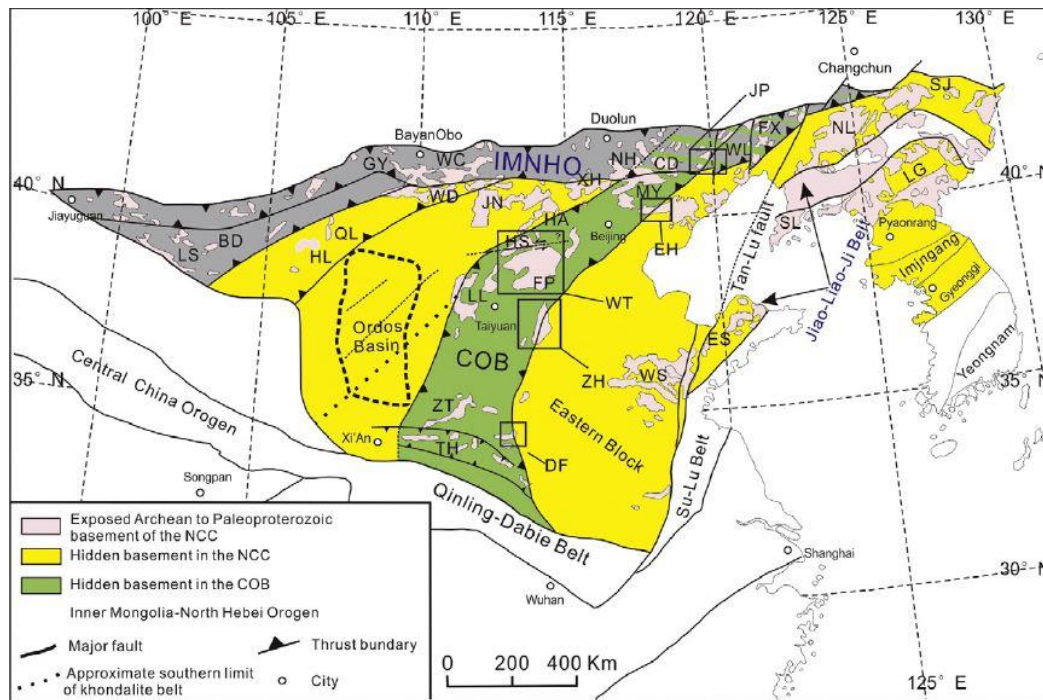 100° E
105° E
110° E
115° E
120° E
125° E
130° E
Changchun
JP
SJ
Duolun
FX
NL
BayanObo
WL
GY
WC
IMNHO
NH
CD
40° N
XH
MY
LG
40° N
Jiayuguan
WD
JN
HA
SL
Pyaonrang
BD
QL
Beijing
EH
LS
HL
HS
?
Imjingang
FP
Gyeonggi
Tan-Lu fault
Jiao-Liao-Ji Belt
LL
WT
Ordos
Basin
Taiyuan
ES
Yeongnam
COB
ZH
WS
35° N
35° N
Central China Orogen
ZT
Eastern Block
Xi'An
TH
DF
Songpan
Su-Lu Belt
Qinling-Dabie Belt
Shanghai
30° N
Wuhan
125° E
Exposed Archean to Paleoproterozoic
basement of the NCC
Hidden basement in the NCC
Hidden basement in the COB
Inner Mongolia-North Hebei Orogen
Major fault
Thrust bundary
Approximate southern limit
of khondalite belt
City
0 200 400 Km